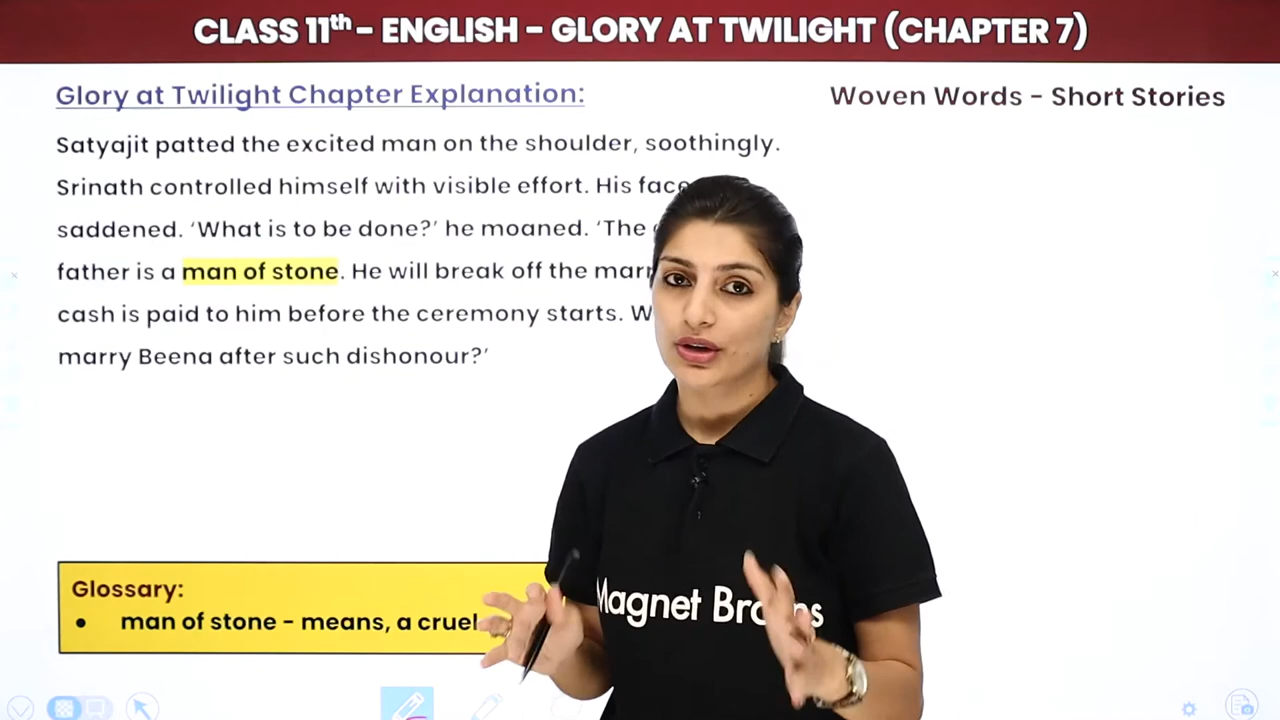 CLASS 11th - ENGLISH - GLORY AT TWILIGHT (CHAPTER 7)
Glory at Twilight Chapter Explanation:
Woven Words - Short Stories
Satyajit patted the excited man on the shoulder, soothingly.
Srinath controlled himself with visible effort. His face
saddened. ‘What is to be done?’ he moaned. ‘The
father is a man of stone. He will break off the
cash is paid to him before the ceremony starts.
marry Beena after such dishonour?’
Glossary:
• man of stone - means, a cruel
Magnet Brains